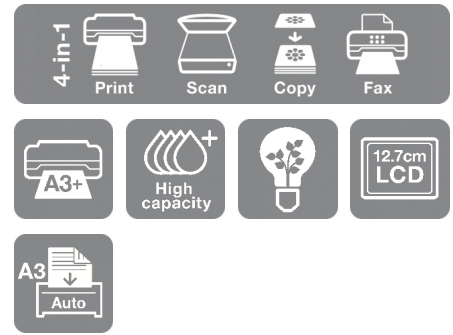 4-in-1
Print Scan Copy Fax
A3+
High
capacity
12.7cm
LCD
A3
Auto